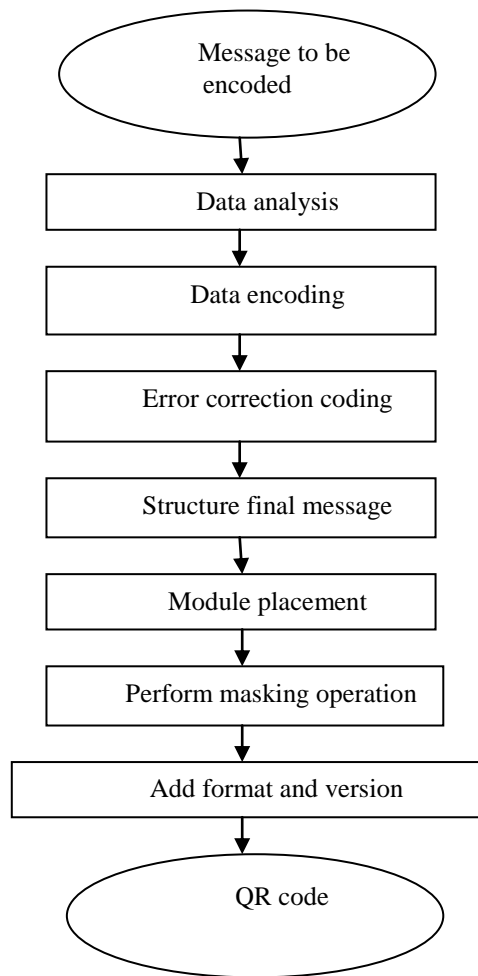 Message to be
encoded
Data analysis
Data encoding
Error correction coding
Structure final message
Module placement
Perform masking operation
Add format and version
QR code